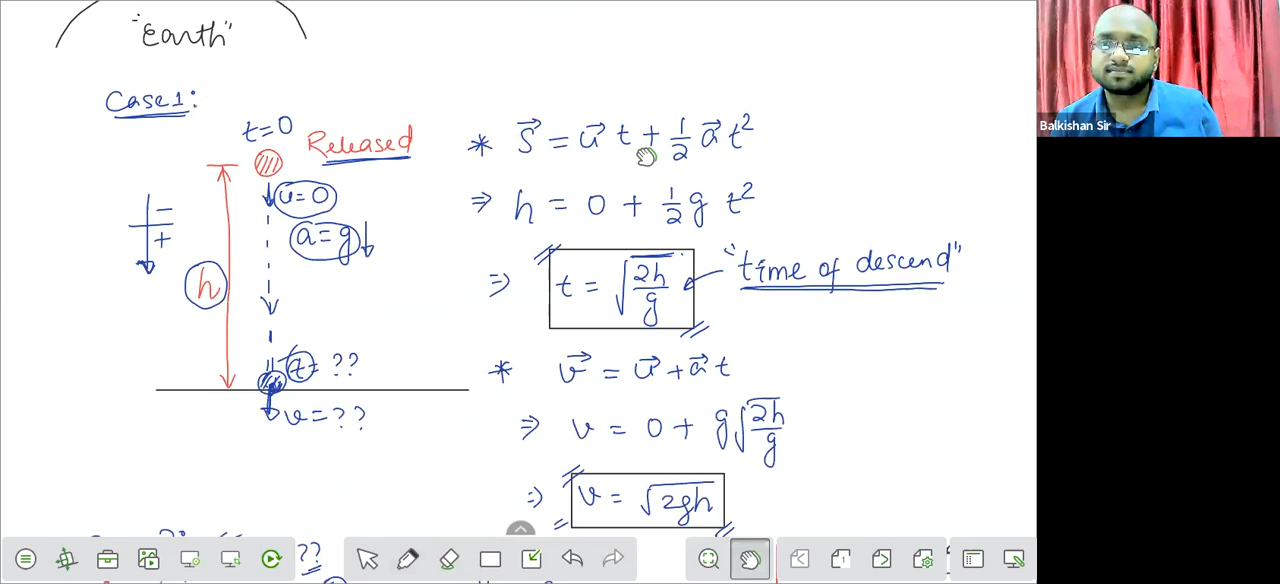 "Earth"
Case 1:
t=0
Released
u=0
a=g
−
+
h
t= ??
v=??
* s⃗ = u⃗ t + 1/2 a⃗ t²
⇒ h = 0 + 1/2 g t²
⇒ t = √(2h/g)
"time of descend"
* v⃗ = u⃗ + a⃗ t
⇒ v = 0 + g√(2h/g)
⇒ v = √2gh
??
Balkishan Sir